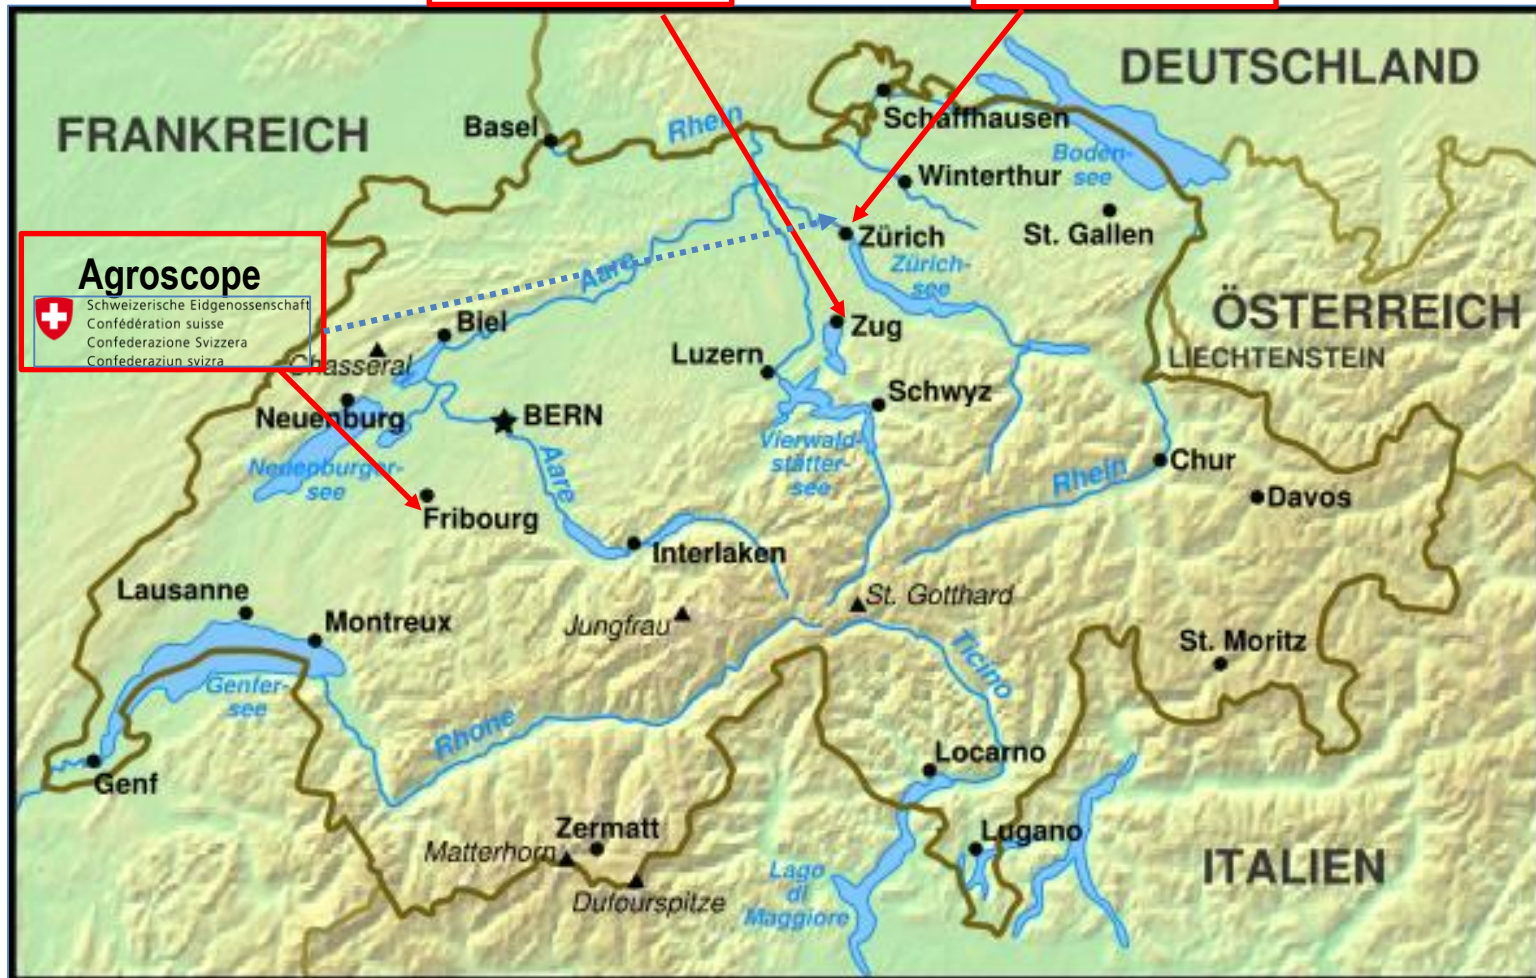 DEUTSCHLAND
FRANKREICH
Basel
Rhein
Schaffhausen
Boden-
see
Winterthur
St. Gallen
Zürich
Zürich-
see
Agroscope
Schweizerische Eidgenossenschaft
Confédération suisse
Confederazione Svizzera
Confederaziun svizra
Aare
Biel
Chasseral
Zug
Luzern
ÖSTERREICH
LIECHTENSTEIN
Schwyz
Neuenburg
BERN
Vierwald-
stätter-
see
Neuenburger-
see
Aare
Rhein
Chur
Davos
Fribourg
Interlaken
Lausanne
Montreux
Jungfrau
St. Gotthard
Ticino
St. Moritz
Genfer-
see
Rhone
Genf
Locarno
Zermatt
Matterhorn
Dufourspitze
Lugano
Lago
di
Maggiore
ITALIEN